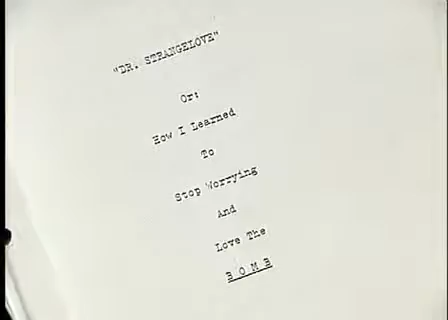 "DR. STRANGELOVE"
Or:
How I Learned
To
Stop Worrying
And
Love The
B O M B